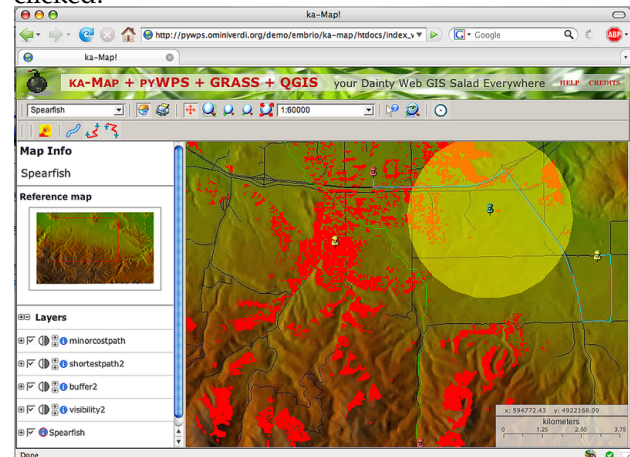 clicked.
ka-Map!
http://pywps.ominiverdi.org/demo/embrio/ka-map/htdocs/index_v
Google
ABP
ka-Map!
KA-MAP + PYWPS + GRASS + QGIS your Dainty Web GIS Salad Everywhere HELP CREDITS
Spearfish
1:60000
Map Info
Spearfish
Reference map
Layers
minorcostpath
shortestpath2
buffer2
visibility2
Spearfish
x: 594772.43 y: 4922168.09
kilometers
0 1.25 2.50 3.75
Done